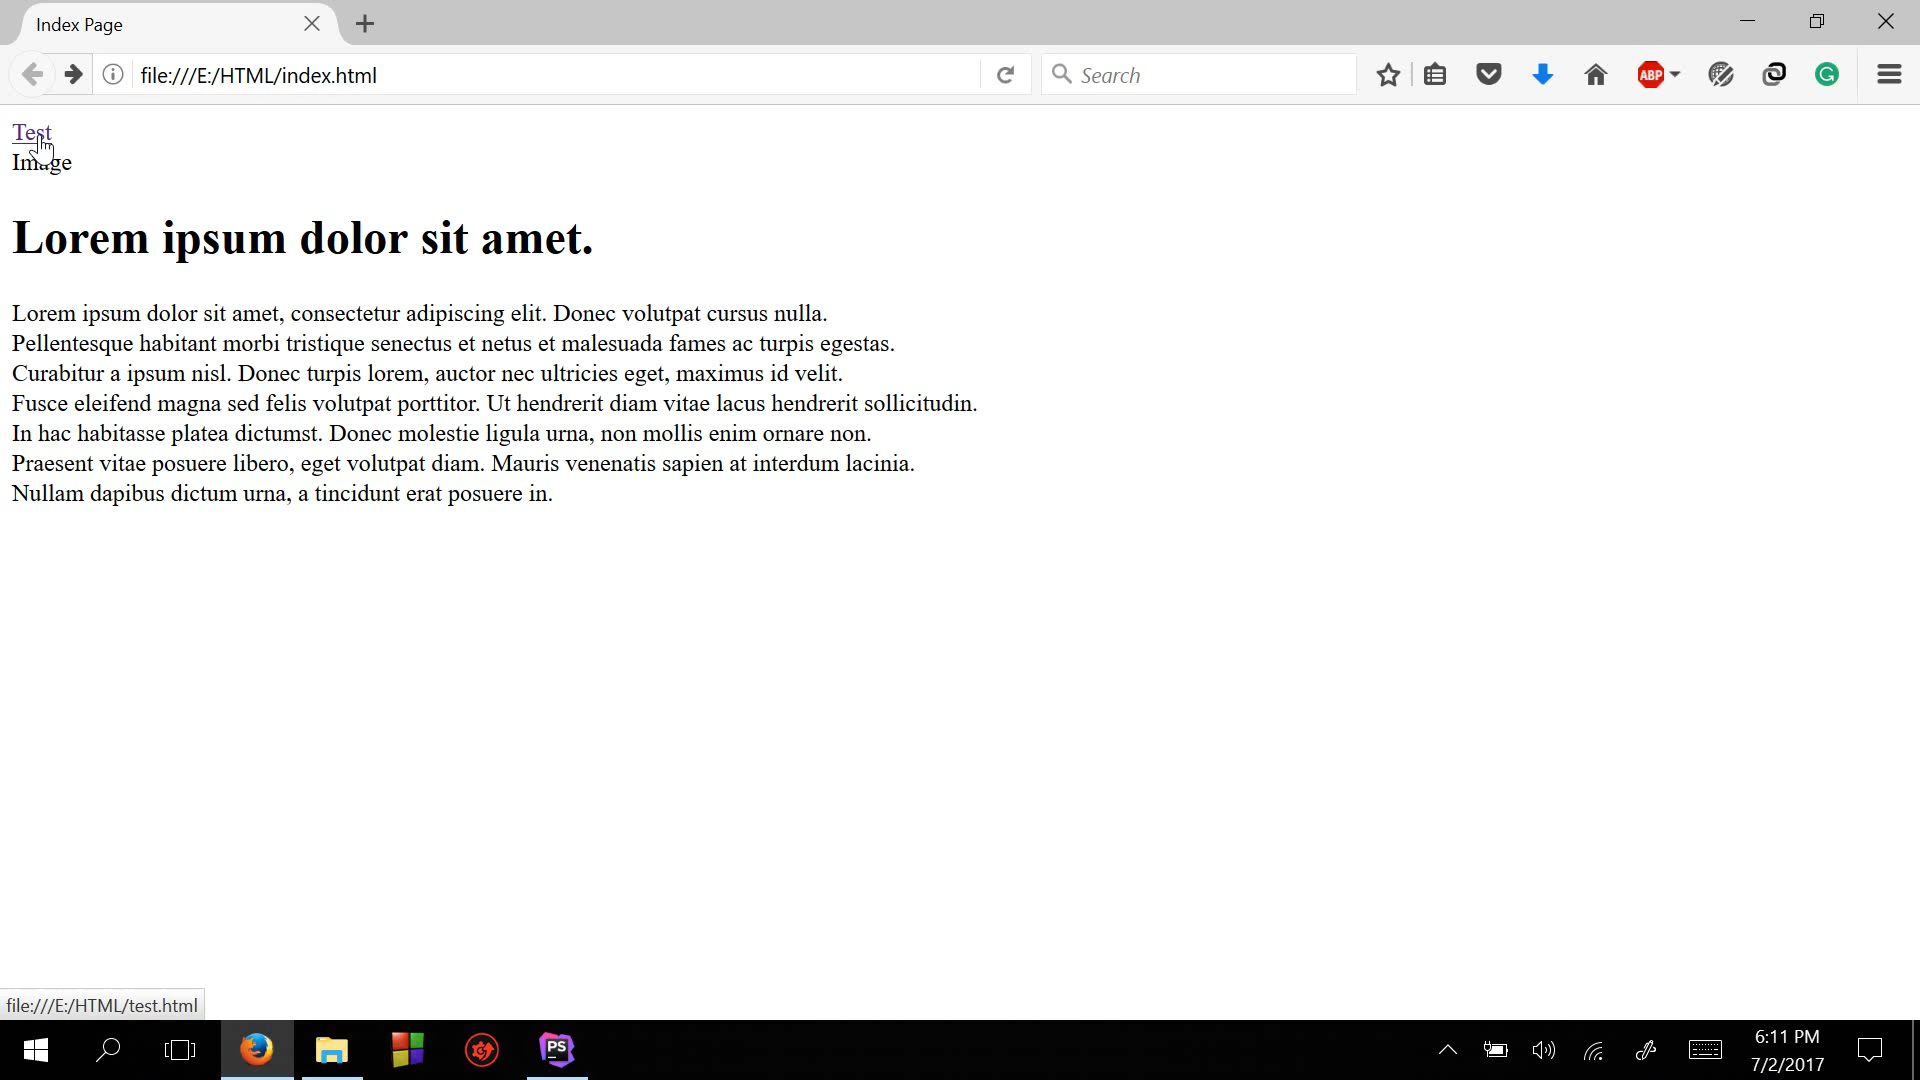 Index Page
file:///E:/HTML/index.html
Search
ABP
Test
Image
Lorem ipsum dolor sit amet.
Lorem ipsum dolor sit amet, consectetur adipiscing elit. Donec volutpat cursus nulla.
Pellentesque habitant morbi tristique senectus et netus et malesuada fames ac turpis egestas.
Curabitur a ipsum nisl. Donec turpis lorem, auctor nec ultricies eget, maximus id velit.
Fusce eleifend magna sed felis volutpat porttitor. Ut hendrerit diam vitae lacus hendrerit sollicitudin.
In hac habitasse platea dictumst. Donec molestie ligula urna, non mollis enim ornare non.
Praesent vitae posuere libero, eget volutpat diam. Mauris venenatis sapien at interdum lacinia.
Nullam dapibus dictum urna, a tincidunt erat posuere in.
file:///E:/HTML/test.html
PS
6:11 PM
7/2/2017